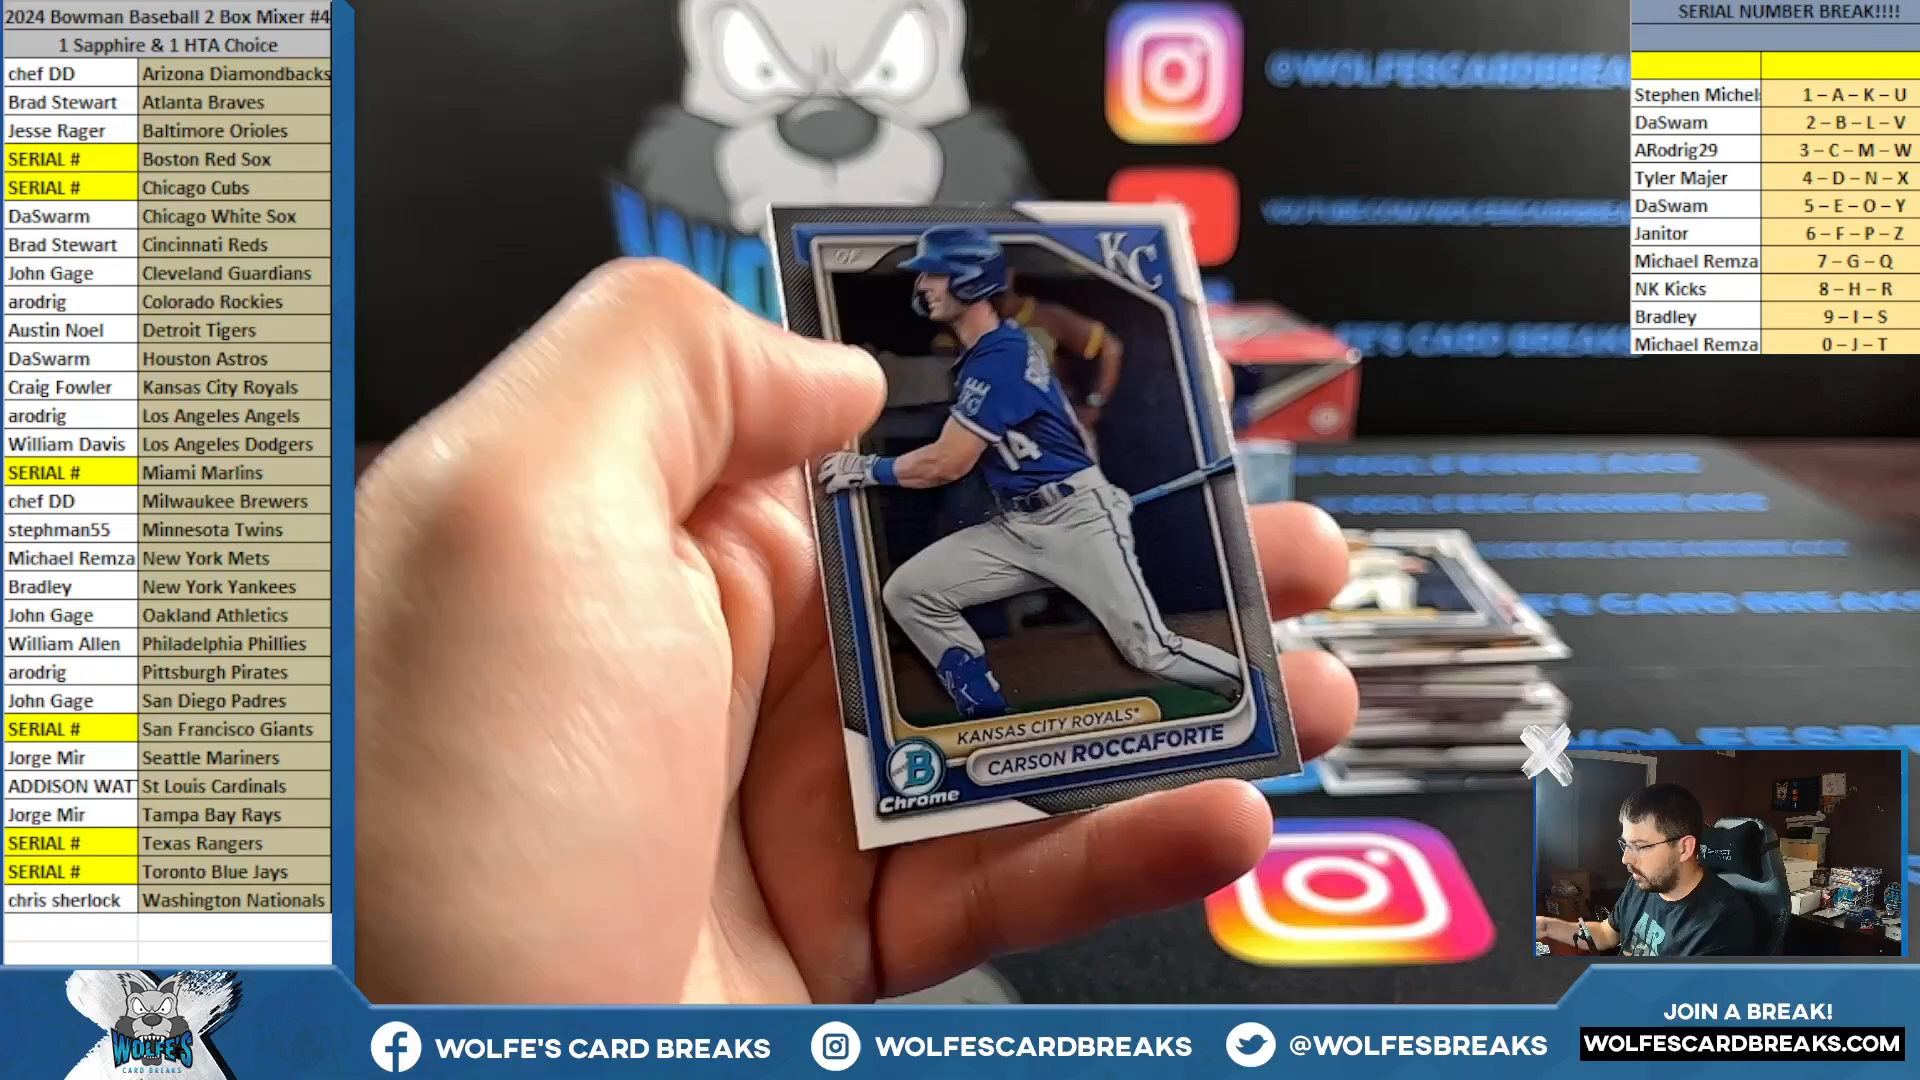 2024 Bowman Baseball 2 Box Mixer #4
1 Sapphire & 1 HTA Choice
chef DD Arizona Diamondbacks
Brad Stewart Atlanta Braves
Jesse Rager Baltimore Orioles
SERIAL # Boston Red Sox
SERIAL # Chicago Cubs
DaSwarm Chicago White Sox
Brad Stewart Cincinnati Reds
John Gage Cleveland Guardians
arodrig Colorado Rockies
Austin Noel Detroit Tigers
DaSwarm Houston Astros
Craig Fowler Kansas City Royals
arodrig Los Angeles Angels
William Davis Los Angeles Dodgers
SERIAL # Miami Marlins
chef DD Milwaukee Brewers
stephman55 Minnesota Twins
Michael Remza New York Mets
Bradley New York Yankees
John Gage Oakland Athletics
William Allen Philadelphia Phillies
arodrig Pittsburgh Pirates
John Gage San Diego Padres
SERIAL # San Francisco Giants
Jorge Mir Seattle Mariners
ADDISON WAT St Louis Cardinals
Jorge Mir Tampa Bay Rays
SERIAL # Texas Rangers
SERIAL # Toronto Blue Jays
chris sherlock Washington Nationals
SERIAL NUMBER BREAK!!!!
Stephen Michel 1 – A – K – U
DaSwam 2 – B – L – V
ARodrig29 3 – C – M – W
Tyler Majer 4 – D – N – X
DaSwam 5 – E – O – Y
Janitor 6 – F – P – Z
Michael Remza 7 – G – Q
NK Kicks 8 – H – R
Bradley 9 – I – S
Michael Remza 0 – J – T
@WOLFESCARDBREA
OF
KC
14
KANSAS CITY ROYALS
CARSON ROCCAFORTE
B
Chrome
WOLFE'S
CARD BREAKS
WOLFE'S CARD BREAKS
WOLFESCARDBREAKS
@WOLFESBREAKS
JOIN A BREAK!
WOLFESCARDBREAKS.COM